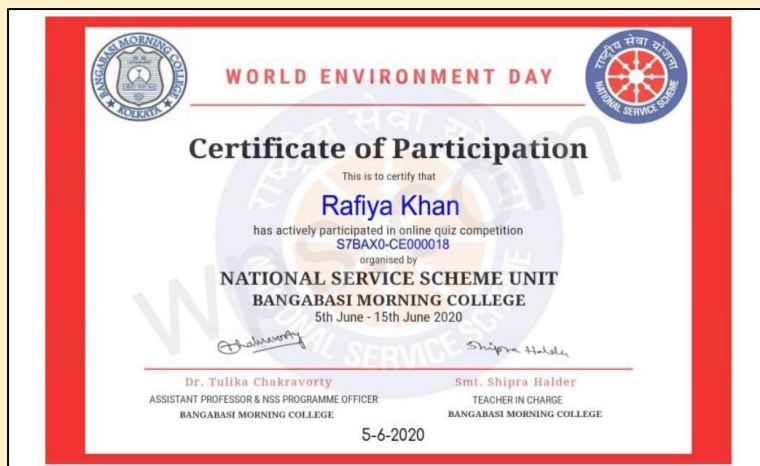 BANGABASI MORNING COLLEGE
KOLKATA
WORLD ENVIRONMENT DAY
राष्ट्रीय सेवा योजना
NATIONAL SERVICE SCHEME
Certificate of Participation
This is to certify that
Rafiya Khan
has actively participated in online quiz competition
S7BAX0-CE000018
organised by
NATIONAL SERVICE SCHEME UNIT
BANGABASI MORNING COLLEGE
5th June - 15th June 2020
Shipra Halder
Dr. Tulika Chakravorty
Smt. Shipra Halder
ASSISTANT PROFESSOR & NSS PROGRAMME OFFICER
TEACHER IN CHARGE
BANGABASI MORNING COLLEGE
BANGABASI MORNING COLLEGE
5-6-2020